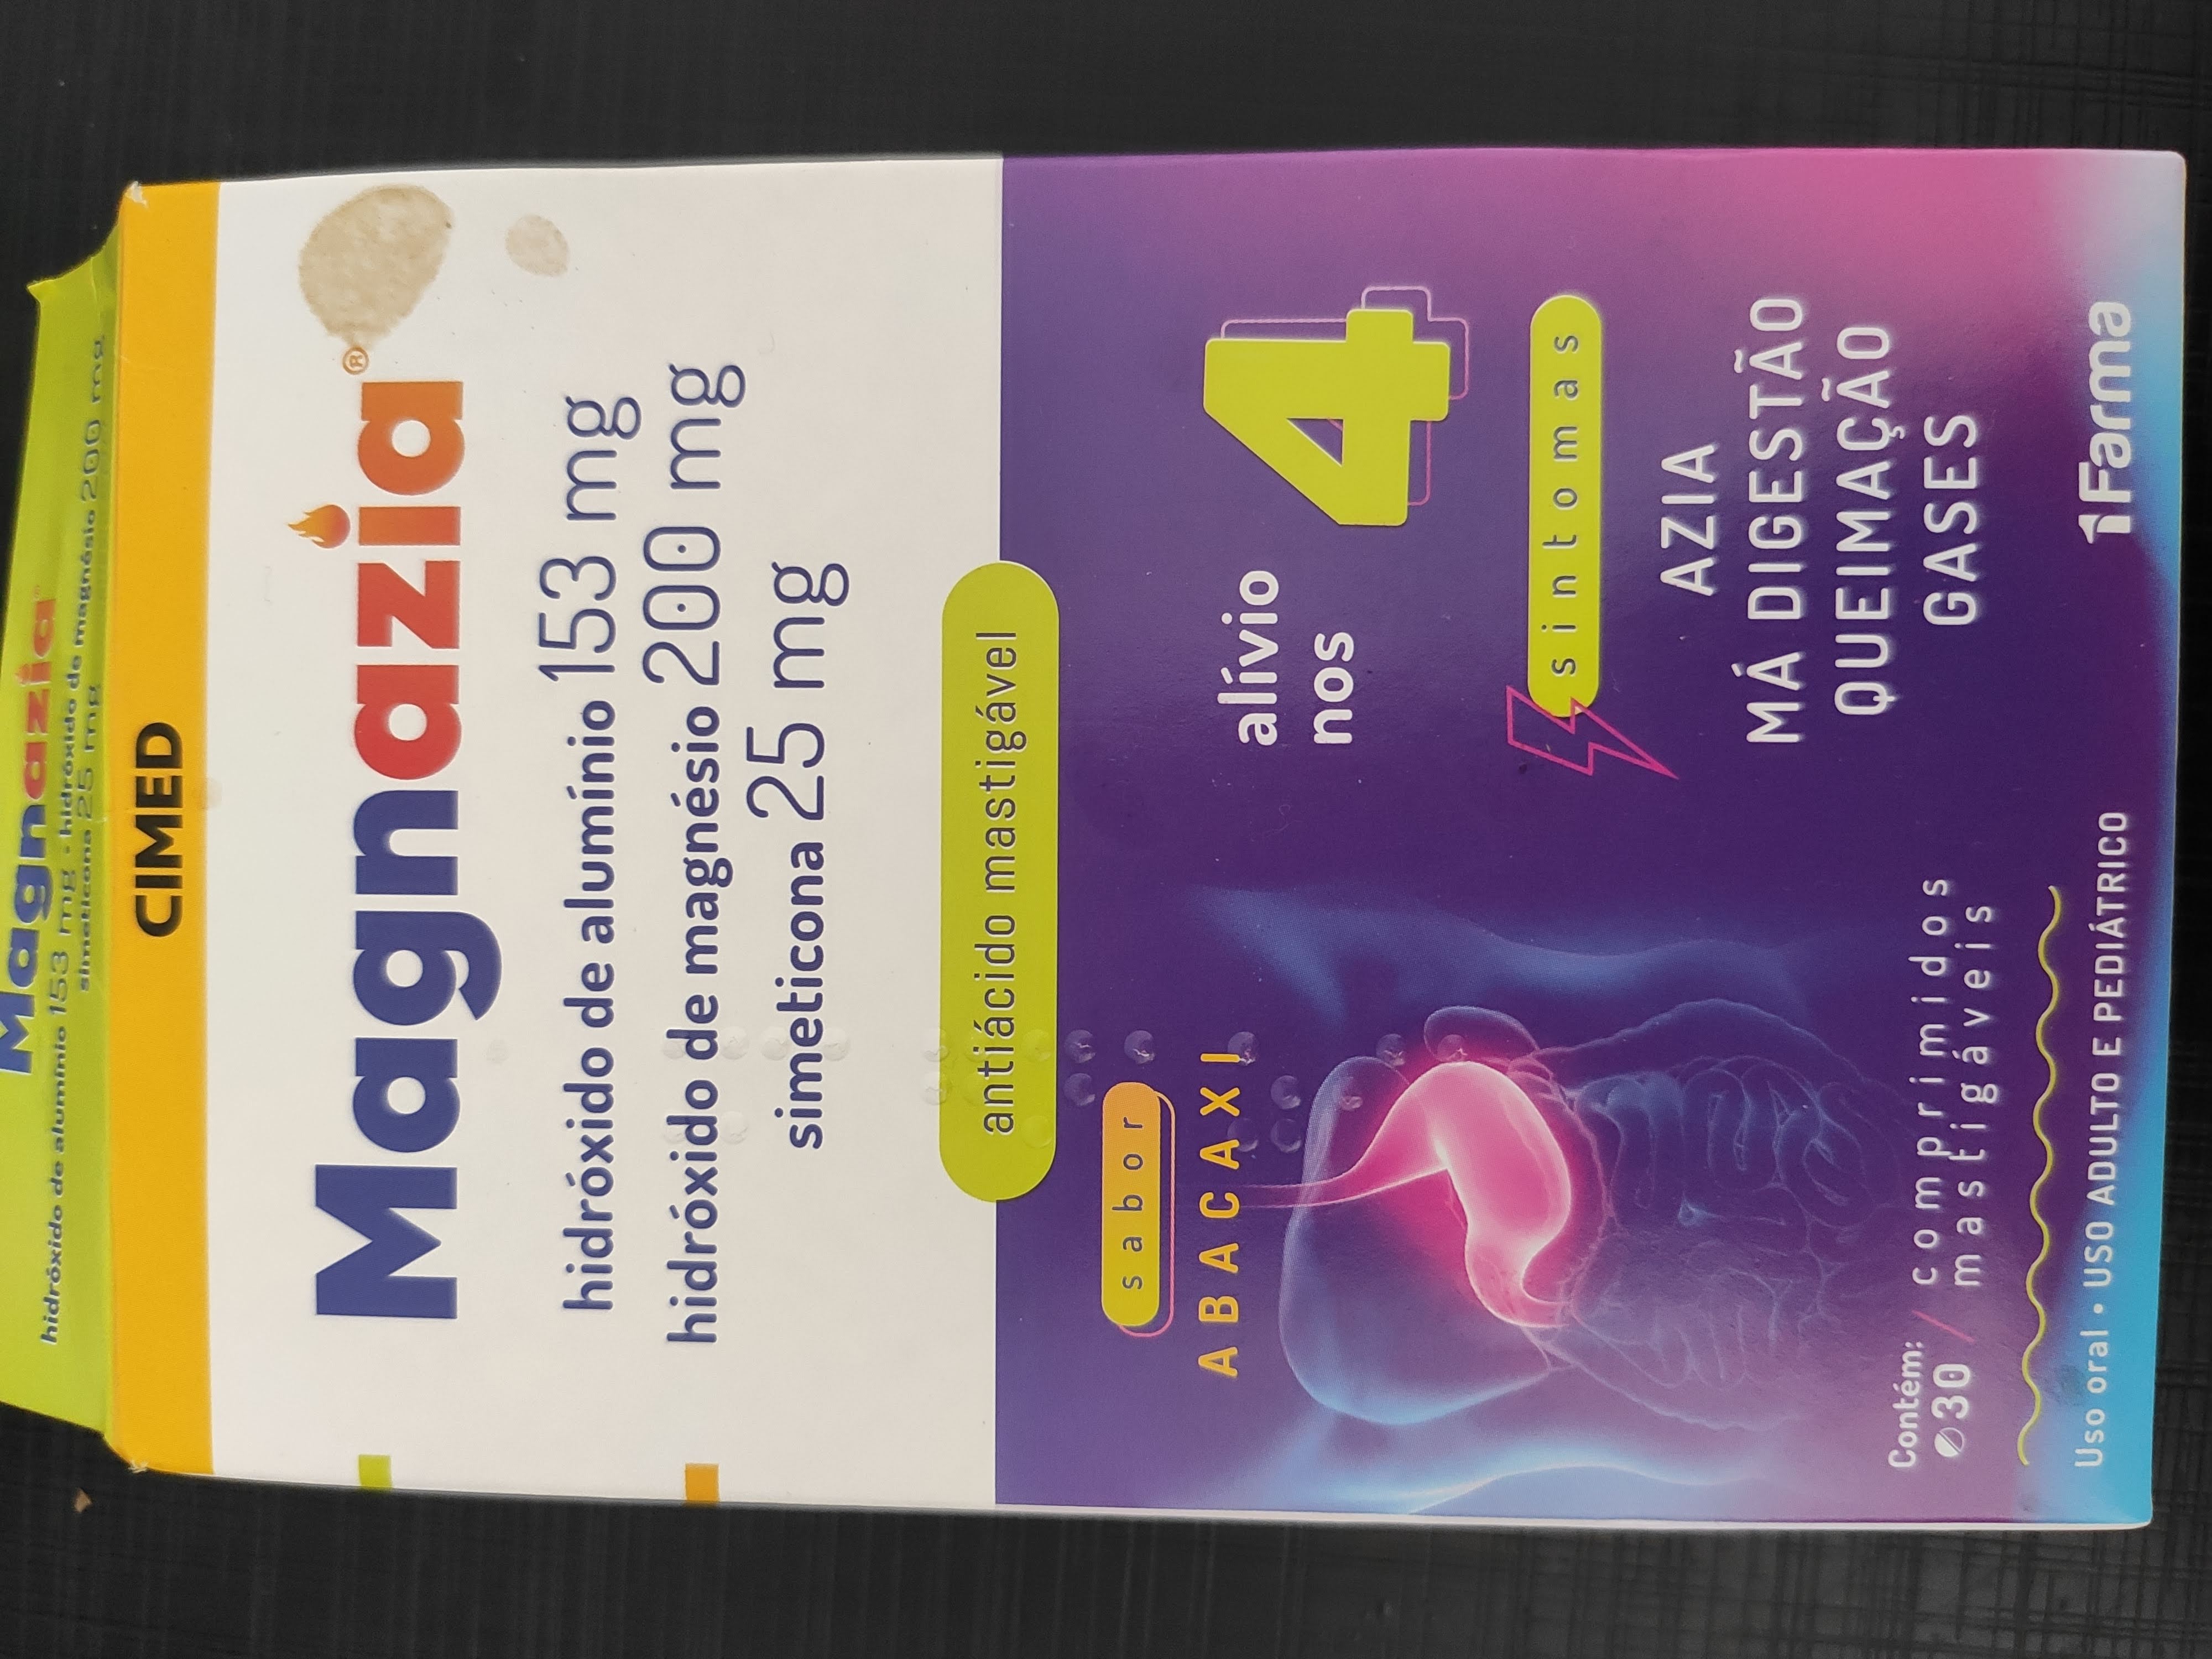 Magnazia
hidróxido de alumínio 153 mg - hidróxido de magnésio 200 mg
simeticona 25 mg
CIMED
Magnazia®
hidróxido de alumínio 153 mg
hidróxido de magnésio 200 mg
simeticona 25 mg
antiácido mastigável
sabor
ABACAXI
alívio
nos
4
sintomas
AZIA
MÁ DIGESTÃO
QUEIMAÇÃO
GASES
Contém:
30
comprimidos
mastigáveis
Uso oral • USO ADULTO E PEDIÁTRICO
1Farma